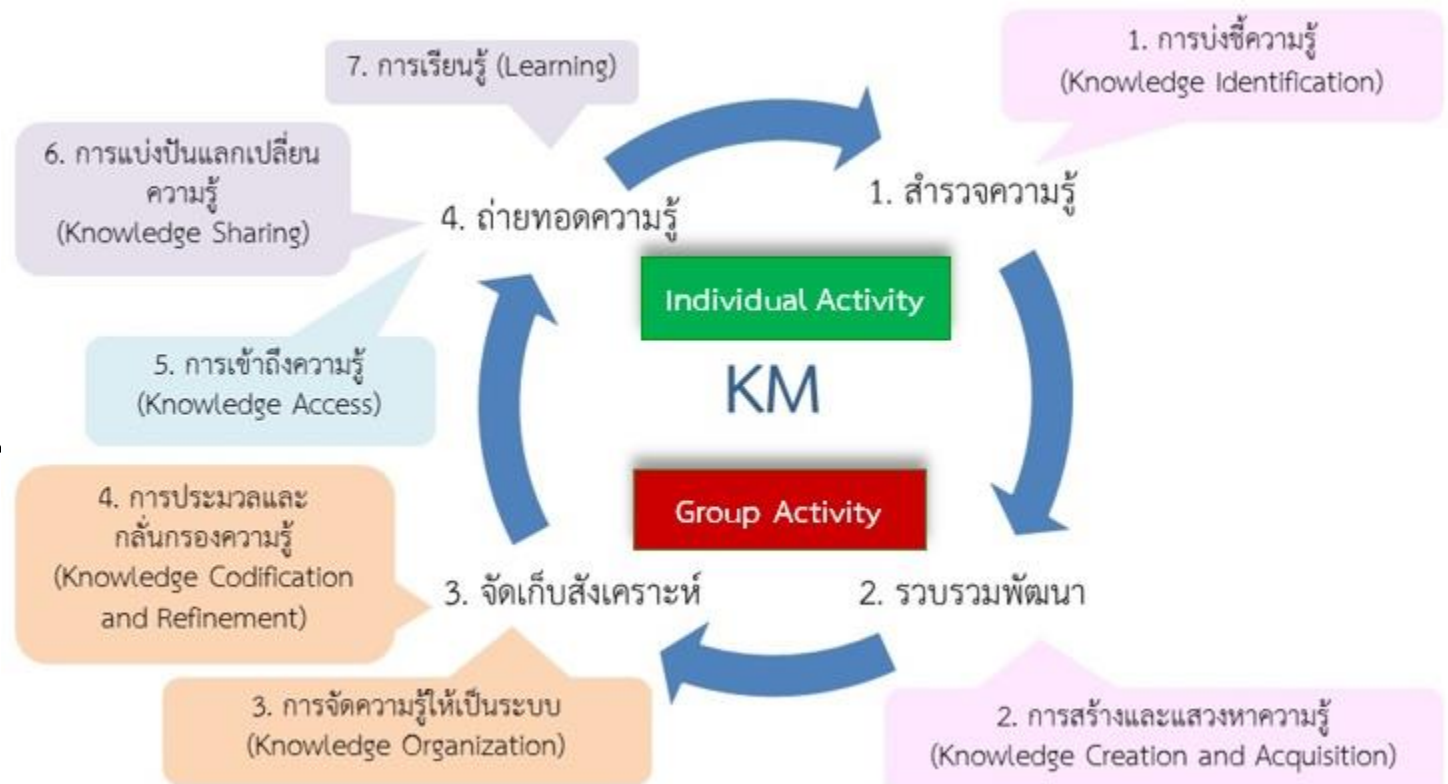 7. การเรียนรู้ (Learning)
1. การบ่งชี้ความรู้
(Knowledge Identification)
6. การแบ่งปันแลกเปลี่ยน
ความรู้
(Knowledge Sharing)
4. ถ่ายทอดความรู้
1. สำรวจความรู้
Individual Activity
5. การเข้าถึงความรู้
(Knowledge Access)
KM
Group Activity
4. การประมวลและ
กลั่นกรองความรู้
(Knowledge Codification
and Refinement)
3. จัดเก็บสังเคราะห์
2. รวบรวมพัฒนา
3. การจัดความรู้ให้เป็นระบบ
(Knowledge Organization)
2. การสร้างและแสวงหาความรู้
(Knowledge Creation and Acquisition)